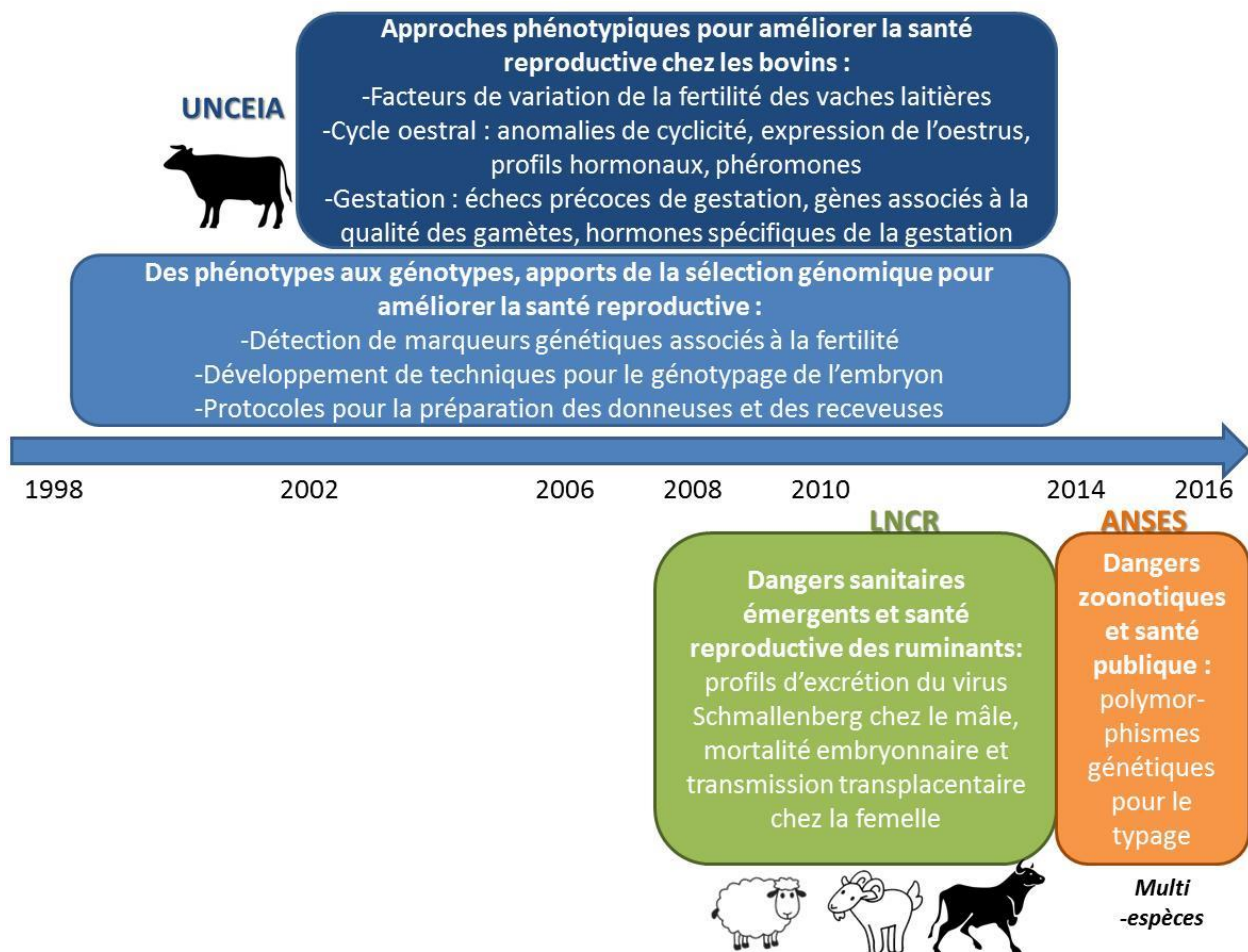 Approches phénotypiques pour améliorer la santé
reproductive chez les bovins :
-Facteurs de variation de la fertilité des vaches laitières
-Cycle oestral : anomalies de cyclicité, expression de l'oestrus,
profils hormonaux, phéromones
-Gestation : échecs précoces de gestation, gènes associés à la
qualité des gamètes, hormones spécifiques de la gestation
UNCEIA
Des phénotypes aux génotypes, apports de la sélection génomique pour
améliorer la santé reproductive :
-Détection de marqueurs génétiques associés à la fertilité
-Développement de techniques pour le génotypage de l'embryon
-Protocoles pour la préparation des donneuses et des receveuses
1998 2002 2006 2008 2010 2014 2016
LNCR
Dangers sanitaires
émergents et santé
reproductive des ruminants:
profils d'excrétion du virus
Schmallenberg chez le mâle,
mortalité embryonnaire et
transmission transplacentaire
chez la femelle
ANSES
Dangers
zoonotiques
et santé
publique :
polymor-
phismes
génétiques
pour le
typage
Multi
-espèces